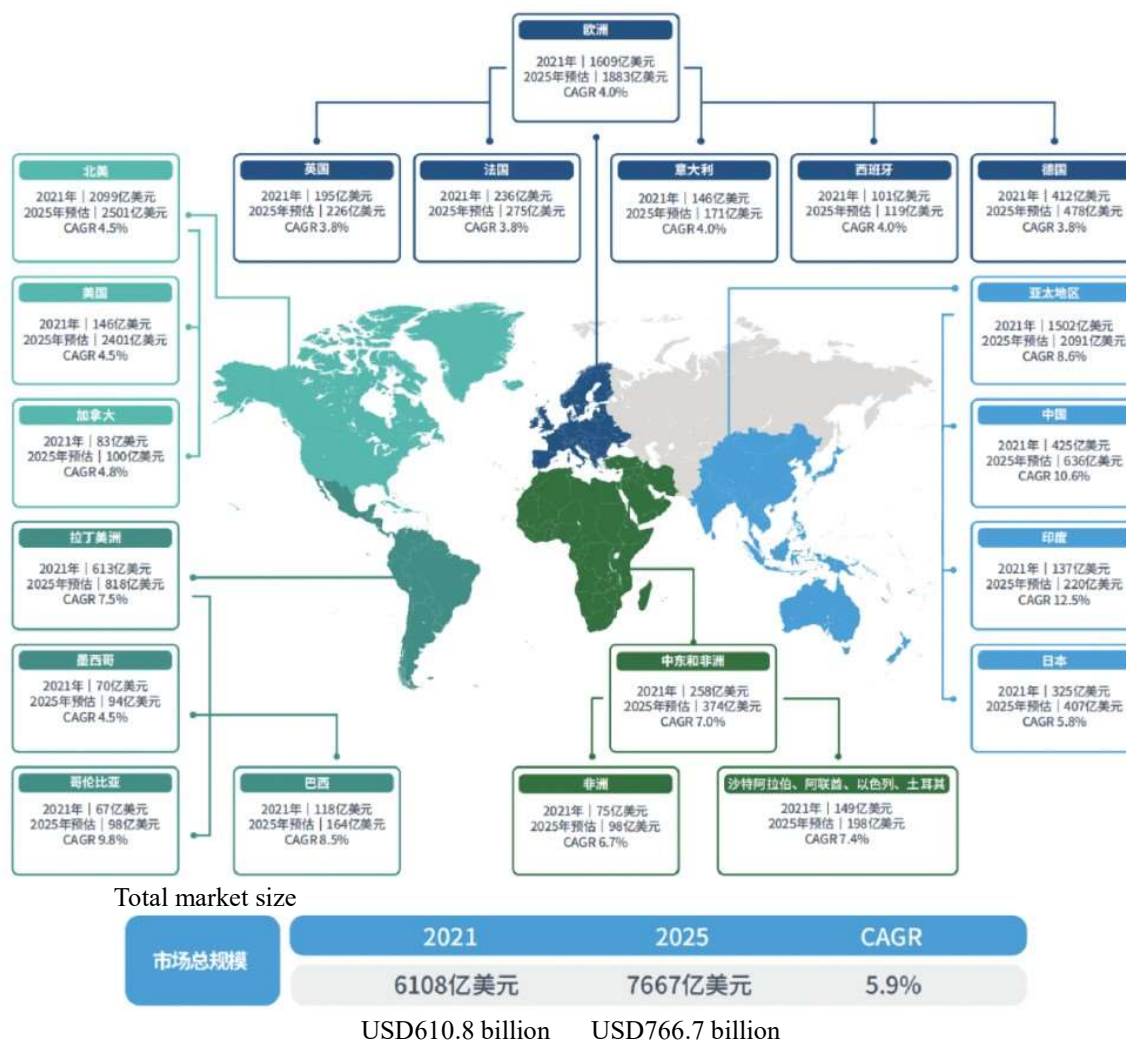 欧洲
2021年 | 1609亿美元
2025年预估 | 1883亿美元
CAGR 4.0%
北美
2021年 | 2099亿美元
2025年预估 | 2501亿美元
CAGR 4.5%
英国
2021年 | 195亿美元
2025年预估 | 226亿美元
CAGR 3.8%
法国
2021年 | 236亿美元
2025年预估 | 275亿美元
CAGR 3.8%
意大利
2021年 | 146亿美元
2025年预估 | 171亿美元
CAGR 4.0%
西班牙
2021年 | 101亿美元
2025年预估 | 119亿美元
CAGR 4.0%
德国
2021年 | 412亿美元
2025年预估 | 478亿美元
CAGR 3.8%
美国
2021年 | 146亿美元
2025年预估 | 2401亿美元
CAGR 4.5%
加拿大
2021年 | 83亿美元
2025年预估 | 100亿美元
CAGR 4.8%
拉丁美洲
2021年 | 613亿美元
2025年预估 | 818亿美元
CAGR 7.5%
墨西哥
2021年 | 70亿美元
2025年预估 | 94亿美元
CAGR 4.5%
哥伦比亚
2021年 | 67亿美元
2025年预估 | 98亿美元
CAGR 9.8%
巴西
2021年 | 118亿美元
2025年预估 | 164亿美元
CAGR 8.5%
亚太地区
2021年 | 1502亿美元
2025年预估 | 2091亿美元
CAGR 8.6%
中国
2021年 | 425亿美元
2025年预估 | 636亿美元
CAGR 10.6%
印度
2021年 | 137亿美元
2025年预估 | 220亿美元
CAGR 12.5%
日本
2021年 | 325亿美元
2025年预估 | 407亿美元
CAGR 5.8%
中东和非洲
2021年 | 258亿美元
2025年预估 | 374亿美元
CAGR 7.0%
非洲
2021年 | 75亿美元
2025年预估 | 98亿美元
CAGR 6.7%
沙特阿拉伯、阿联酋、以色列、土耳其
2021年 | 149亿美元
2025年预估 | 198亿美元
CAGR 7.4%
Total market size
市场总规模
2021 2025 CAGR
6108亿美元 7667亿美元 5.9%
USD610.8 billion USD766.7 billion